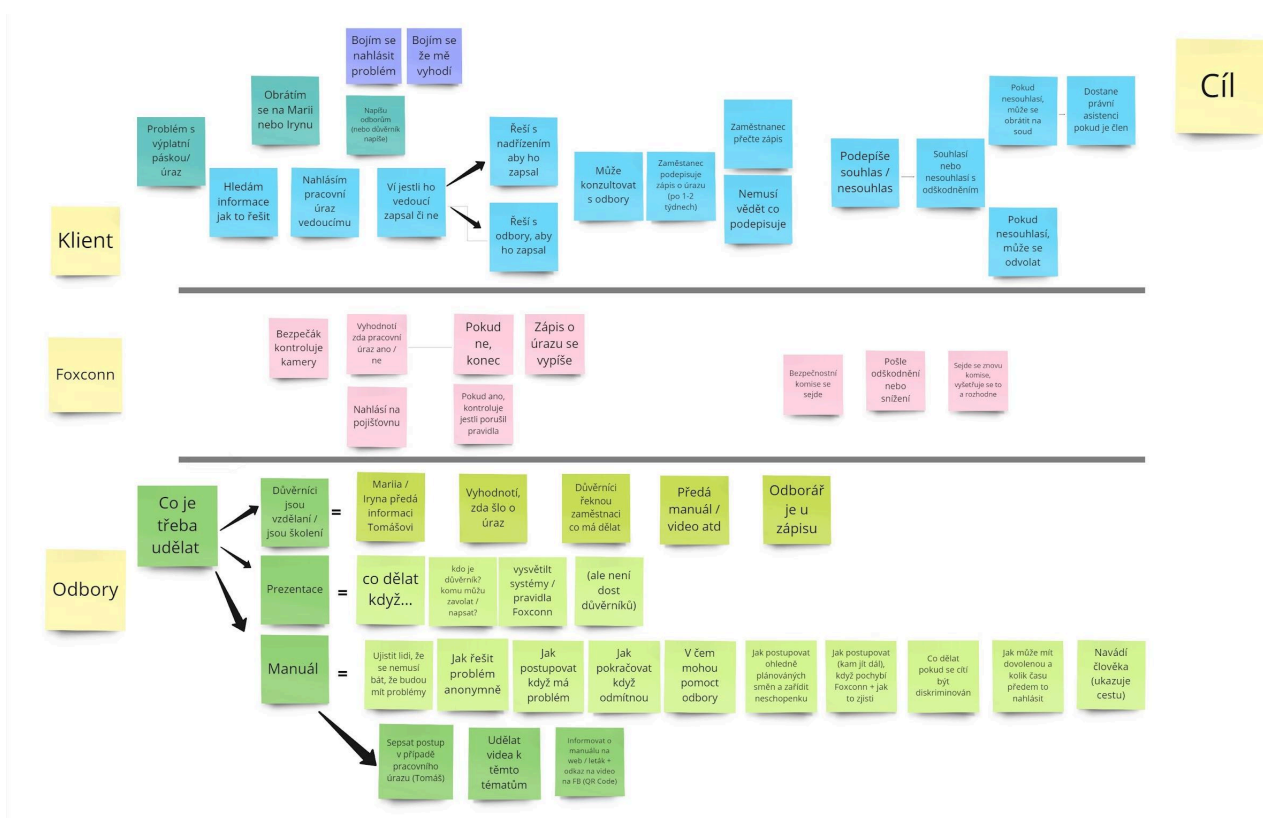 Bojím se
nahlásit
problém
Bojím se
že mě
vyhodí
Cíl
Obrátím
se na Marii
nebo Irynu
Napíšu
odborům
(nebo důvěrník
napíše)
Problém s
výplatní
páskou/
úraz
Hledám
informace
jak to řešit
Nahlásím
pracovní
úraz
vedoucímu
Ví jestli ho
vedoucí
zapsal či ne
Řeší s
nadřízením
aby ho
zapsal
Řeší s
odbory, aby
ho zapsal
Může
konzultovat
s odbory
Zaměstanec
podepisuje
zápis o úrazu
(po 1-2
týdnech)
Zaměstnanec
přečte zápis
Nemusí
vědět co
podepisuje
Podepíše
souhlas /
nesouhlas
Souhlasí
nebo
nesouhlasí s
odškodněním
Pokud
nesouhlasí,
může se
obrátit na
soud
Dostane
právní
asistenci
pokud je člen
Pokud
nesouhlasí,
může se
odvolat
Klient
Foxconn
Bezpečák
kontroluje
kamery
Vyhodnotí
zda pracovní
úraz ano /
ne
Pokud
ne,
konec
Zápis o
úrazu se
vypíše
Nahlásí na
pojišťovnu
Pokud ano,
kontroluje
jestli porušil
pravidla
Bezpečnostní
komise se
sejde
Pošle
odškodnění
nebo
snížení
Sejde se znovu
komise,
vyšetřuje se to
a rozhodne
Odbory
Co je
třeba
udělat
Důvěrníci
jsou
vzdělaní /
jsou školení
=
Mariia /
Iryna předá
informaci
Tomášovi
Vyhodnotí,
zda šlo o
úraz
Důvěrníci
řeknou
zaměstnaci
co má dělat
Předá
manuál /
video atd
Odborář
je u
zápisu
Prezentace
=
co dělat
když...
kdo je
důvěrník?
komu můžu
zavolat /
napsat?
vysvětilt
systémy /
pravidla
Foxconn
(ale není
dost
důvěrníků)
Manuál
=
Ujistit lidi, že
se nemusí
bát, že budou
mít problémy
Jak řešit
problém
anonymně
Jak
postupovat
když má
problém
Jak
pokračovat
když
odmítnou
V čem
mohou
pomoct
odbory
Jak postupovat
ohledně
plánováných
směn a zařídit
neschopenku
Jak postupovat
(kam jít dál),
když pochybí
Foxconn + jak
to zjisti
Co dělat
pokud se cítí
být
diskriminován
Jak může mít
dovolenou a
kolik času
předem to
nahlásit
Navádí
člověka
(ukazuje
cestu)
Sepsat postup
v případě
pracovního
úrazu (Tomáš)
Udělat
videa k
těmto
tématům
Informovat o
manuálu na
web / leták +
odkaz na video
na FB (QR Code)